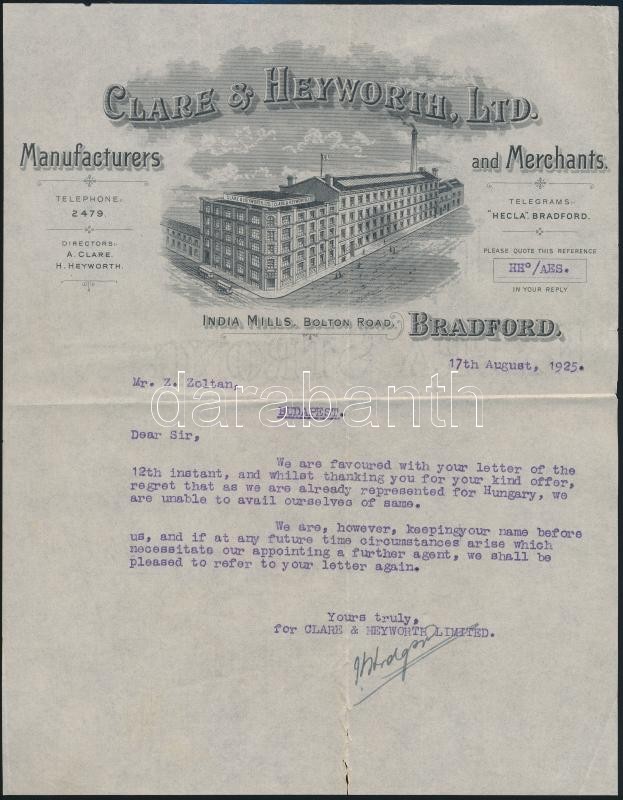 CLARE & HEYWORTH, LTD.
Manufacturers and Merchants.
TELEPHONE:-
2479.
DIRECTORS:-
A. CLARE.
H. HEYWORTH.
TELEGRAMS:-
"HECLA", BRADFORD.
PLEASE QUOTE THIS REFERENCE
HHº/AES.
IN YOUR REPLY
INDIA MILLS, BOLTON ROAD, BRADFORD.
17th August, 1925.
Mr. Z. Zoltan,
BUDAPEST.
darabanth
Dear Sir,
We are favoured with your letter of the
12th instant, and whilst thanking you for your kind offer,
regret that as we are already represented for Hungary, we
are unable to avail ourselves of same.
We are, however, keepingyour name before
us, and if at any future time circumstances arise which
necessitate our appointing a further agent, we shall be
pleased to refer to your letter again.
Yours truly,
for CLARE & HEYWORTH LIMITED.